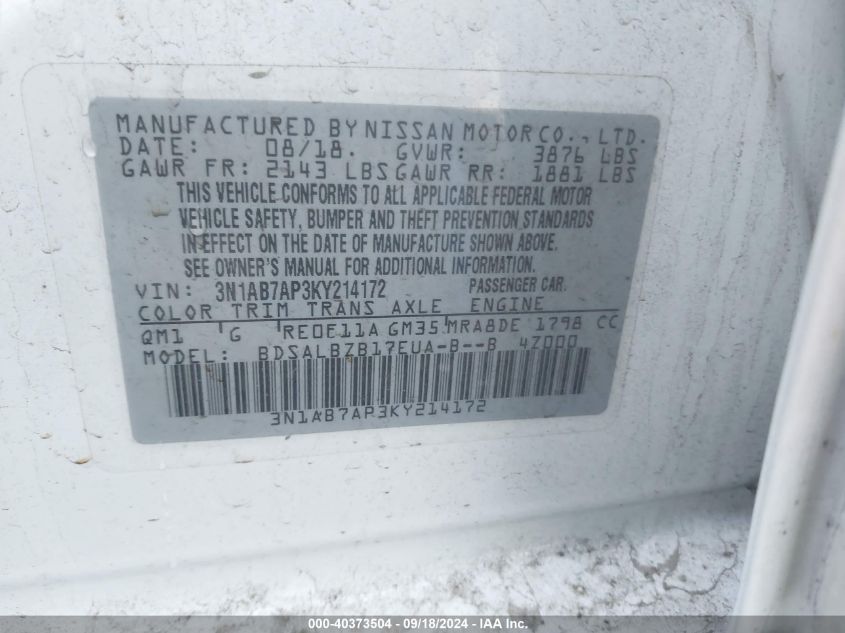 MANUFACTURED BY NISSAN MOTOR CO., LTD.
DATE: 08/18. GVWR: 3876 LBS
GAWR FR: 2143 LBS GAWR RR: 1881 LBS
THIS VEHICLE CONFORMS TO ALL APPLICABLE FEDERAL MOTOR
VEHICLE SAFETY, BUMPER AND THEFT PREVENTION STANDARDS
IN EFFECT ON THE DATE OF MANUFACTURE SHOWN ABOVE.
SEE OWNER'S MANUAL FOR ADDITIONAL INFORMATION.
VIN: 3N1AB7AP3KY214172 PASSENGER CAR.
COLOR TRIM TRANS AXLE ENGINE
QM1 G RE0F11A GM35 MRA8DE 1798 CC
MODEL: BDSALBZB17EUA-B--B 4Z000
3N1AB7AP3KY214172
000-40373504 - 09/18/2024 - IAA Inc.